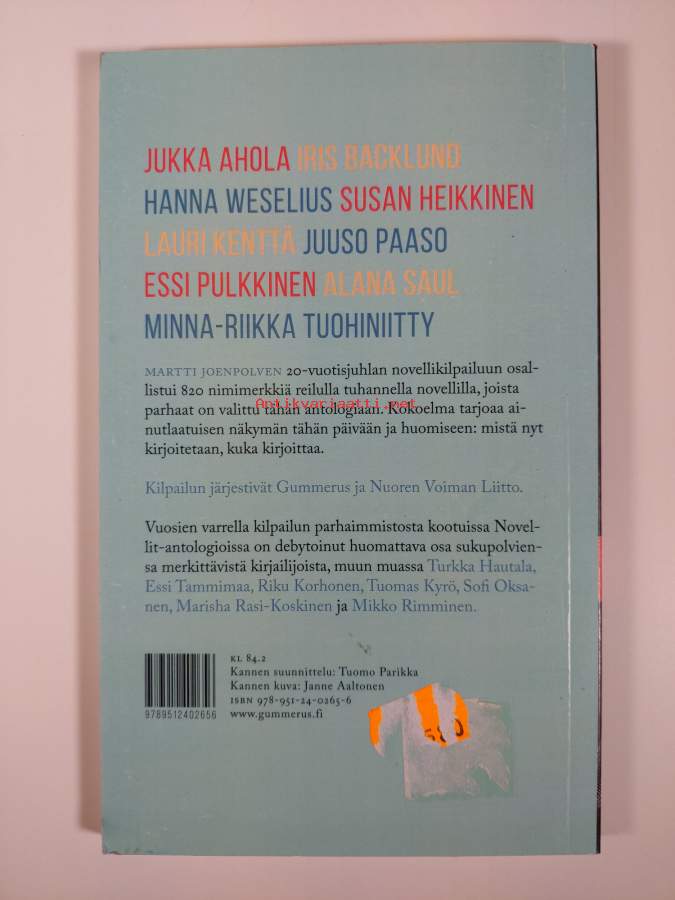 JUKKA AHOLA IRIS BACKLUND
HANNA WESELIUS SUSAN HEIKKINEN
LAURI KENTTÄ JUUSO PAASO
ESSI PULKKINEN ALANA SAUL
MINNA-RIIKKA TUOHINIITTY
MARTTI JOENPOLVEN 20-vuotisjuhlan novellikilpailuun osal-
listui 820 nimimerkkiä reilulla tuhannella novellilla, joista
parhaat on valittu tähän antologiaan. Kokoelma tarjoaa ai-
Antikvariaatti.net
nutlaatuisen näkymän tähän päivään ja huomiseen: mistä nyt
kirjoitetaan, kuka kirjoittaa.
Kilpailun järjestivät Gummerus ja Nuoren Voiman Liitto.
Vuosien varrella kilpailun parhaimmistosta kootuissa Novel-
lit-antologioissa on debytoinut huomattava osa sukupolvien-
sa merkittävistä kirjailijoista, muun muassa Turkka Hautala,
Essi Tammimaa, Riku Korhonen, Tuomas Kyrö, Sofi Oksa-
nen, Marisha Rasi-Koskinen ja Mikko Rimminen.
KL 84.2
Kannen suunnittelu: Tuomo Parikka
Kannen kuva: Janne Aaltonen
ISBN 978-951-24-0265-6
www.gummerus.fi
9789512402656